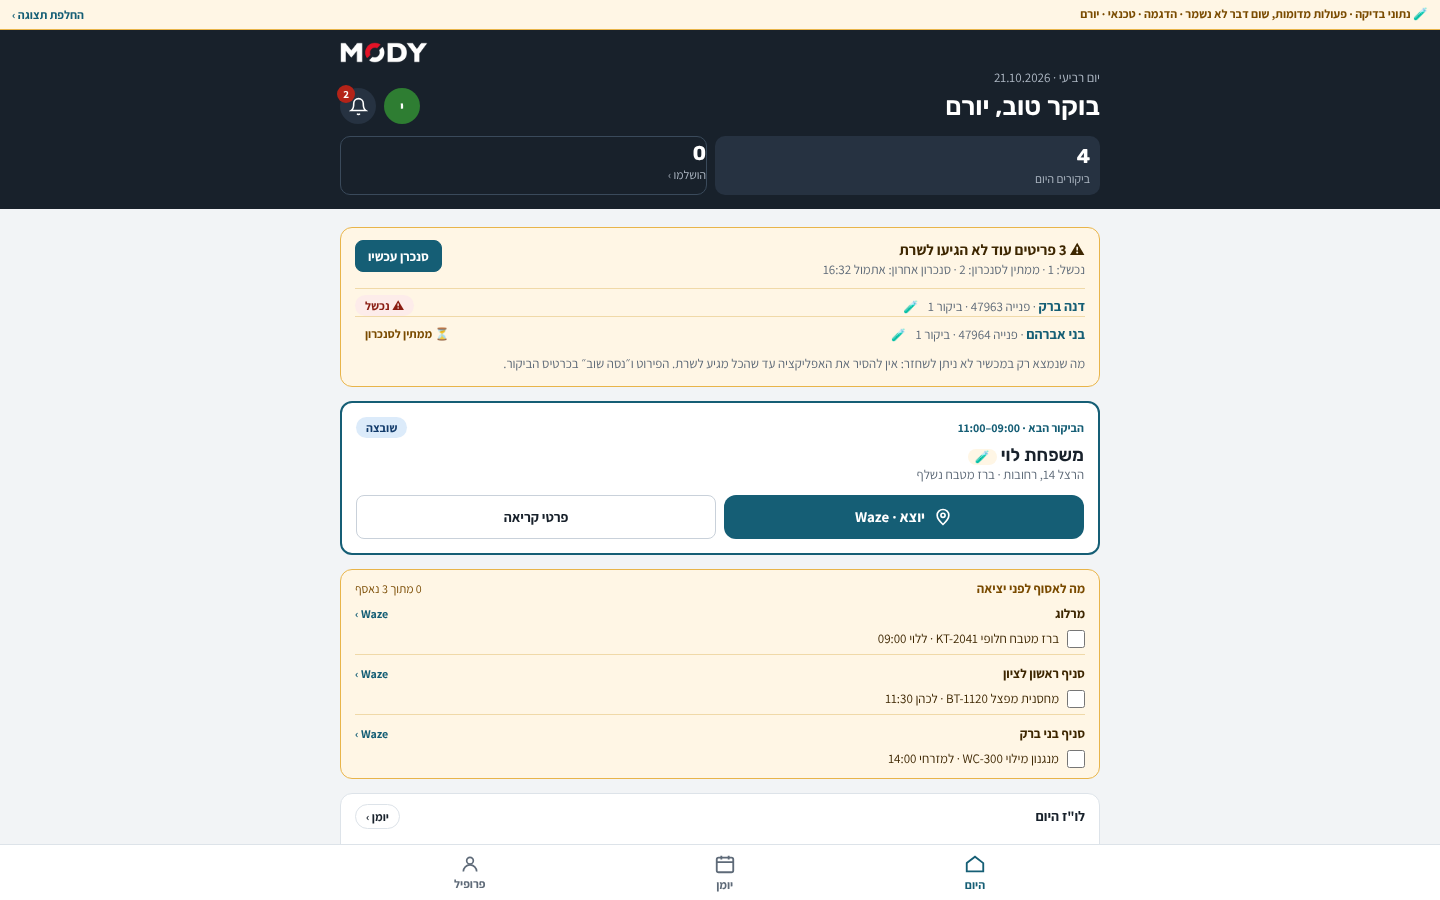 נתוני בדיקה · פעולות מדומות, שום דבר לא נשמר · הדגמה · טכנאי · יורם
החלפת תצוגה ›
MODY
יום רביעי · 21.10.2026
בוקר טוב, יורם
י
2
4
ביקורים היום
0
הושלמו ›
3 פריטים עוד לא הגיעו לשרת
נכשל: 1 · ממתין לסנכרון: 2 · סנכרון אחרון: אתמול 16:32
סנכרן עכשיו
דנה ברק · פנייה 47963 · ביקור 1
נכשל
בני אברהם · פנייה 47964 · ביקור 1
ממתין לסנכרון
מה שנמצא רק במכשיר לא ניתן לשחזר: אין להסיר את האפליקציה עד שהכל מגיע לשרת. הפירוט ו״נסה שוב״ בכרטיס הביקור.
הביקור הבא · 09:00–11:00
שובצה
משפחת לוי
הרצל 14, רחובות · ברז מטבח נשלף
יוצא · Waze
פרטי קריאה
מה לאסוף לפני יציאה
0 מתוך 3 נאסף
מרלוג
Waze ›
ברז מטבח חלופי KT-2041 · ללוי 09:00
סניף ראשון לציון
Waze ›
מחסנית מפצל BT-1120 · לכהן 11:30
סניף בני ברק
Waze ›
מנגנון מילוי WC-300 · למזרחי 14:00
לו"ז היום
יומן ›
היום
יומן
פרופיל